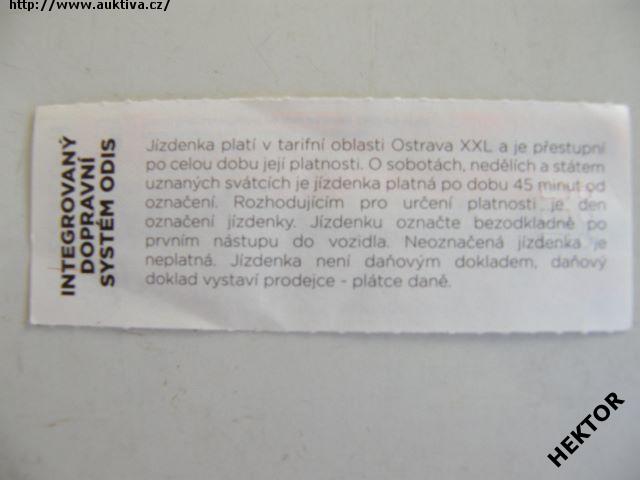 http://www.auktiva.cz/
INTEGROVANÝ
DOPRAVNÍ
SYSTÉM ODIS
Jízdenka platí v tarifní oblasti Ostrava XXL a je přestupní
po celou dobu její platnosti. O sobotách, nedělích a státem
uznaných svátcích je jízdenka platná po dobu 45 minut od
označení. Rozhodujícím pro určení platnosti je den
označení jízdenky. Jízdenku označte bezodkladně po
prvním nástupu do vozidla. Neoznačená jízdenka je
neplatná. Jízdenka není daňovým dokladem, daňový
doklad vystaví prodejce - plátce daně.
HEKTOR